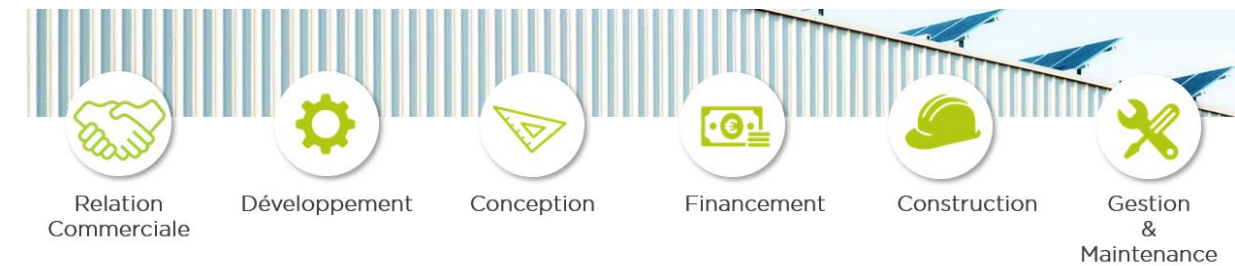 Relation
Commerciale
Développement
Conception
Financement
€
Construction
Gestion
&
Maintenance